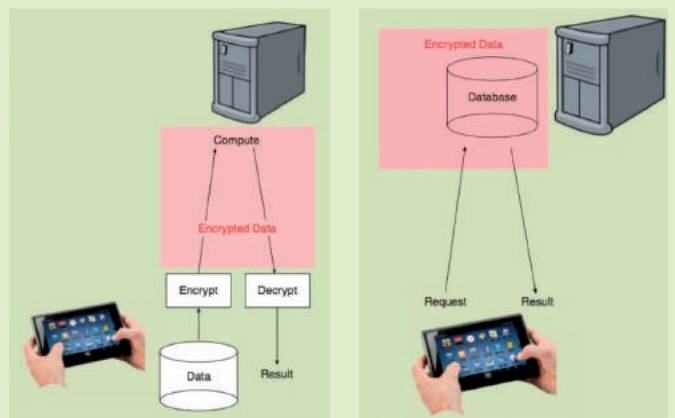 Compute
Encrypted Data
Encrypt
Decrypt
Data
Result
Encrypted Data
Database
Request
Result